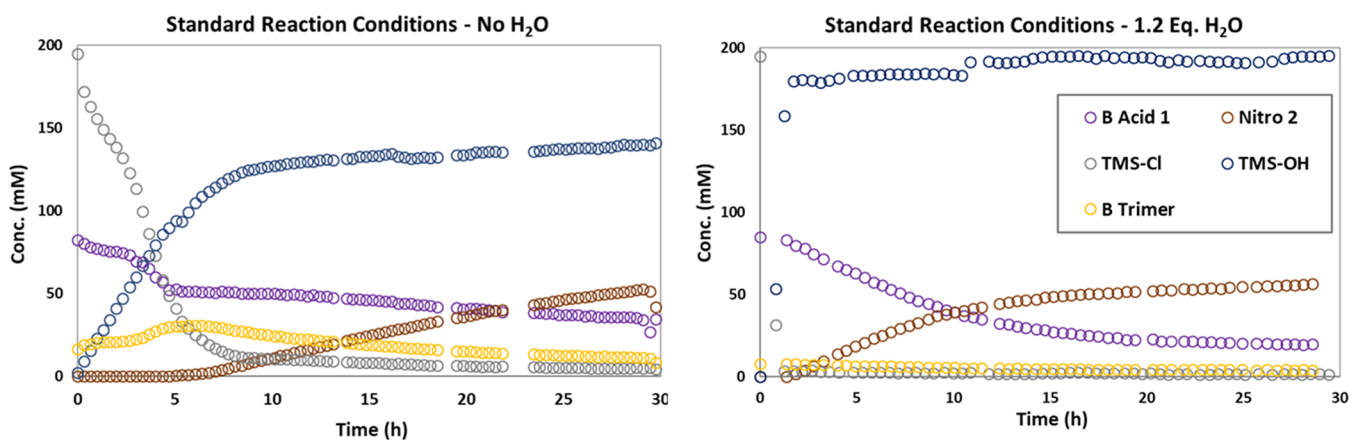 Standard Reaction Conditions - No H₂O
200
150
100
50
0
0
5
10
15
20
25
30
Conc. (mM)
Time (h)
Standard Reaction Conditions - 1.2 Eq. H₂O
200
150
100
50
0
0
5
10
15
20
25
30
Conc. (mM)
Time (h)
B Acid 1
Nitro 2
TMS-Cl
TMS-OH
B Trimer